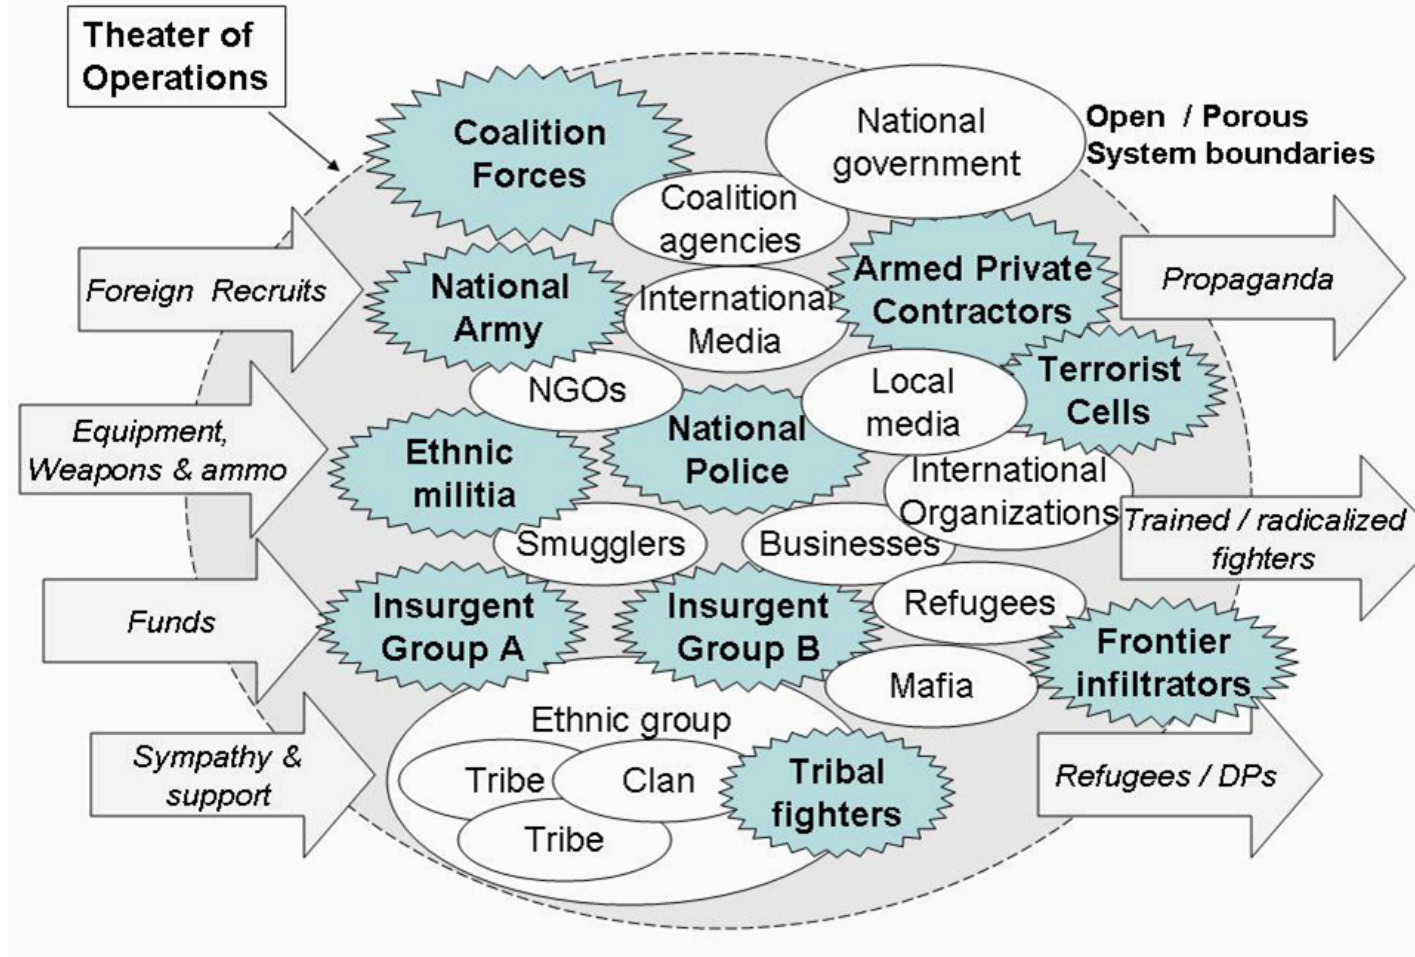 Theater of
Operations
Coalition
Forces
National
government
Open / Porous
System boundaries
Coalition
agencies
Foreign Recruits
National
Army
International
Media
Armed Private
Contractors
Propaganda
NGOs
Local
media
Terrorist
Cells
Equipment,
Weapons & ammo
Ethnic
militia
National
Police
International
Organizations
Trained / radicalized
fighters
Smugglers
Businesses
Funds
Insurgent
Group A
Insurgent
Group B
Refugees
Frontier
infiltrators
Mafia
Ethnic group
Sympathy &
support
Tribe
Clan
Tribal
fighters
Refugees / DPs
Tribe